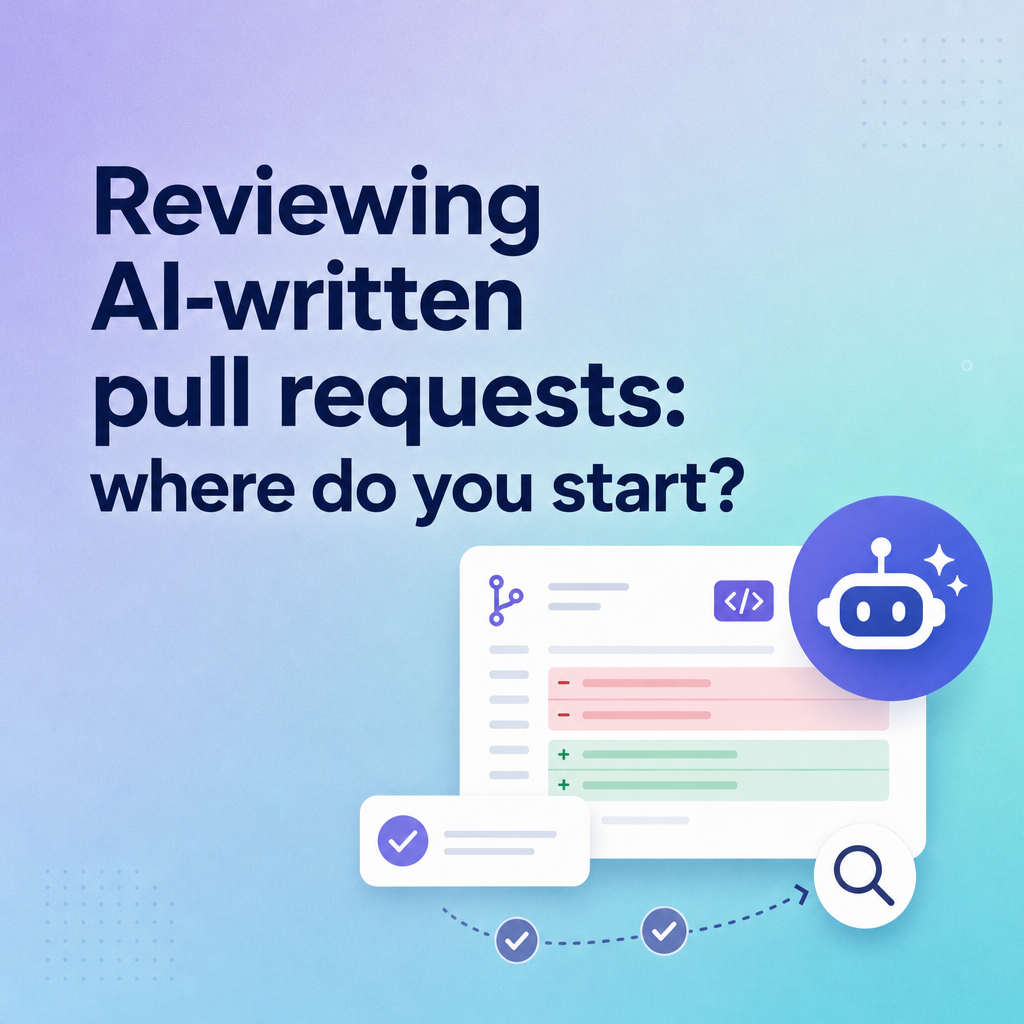 Reviewing
AI-written
pull requests:
where do you start?
</>